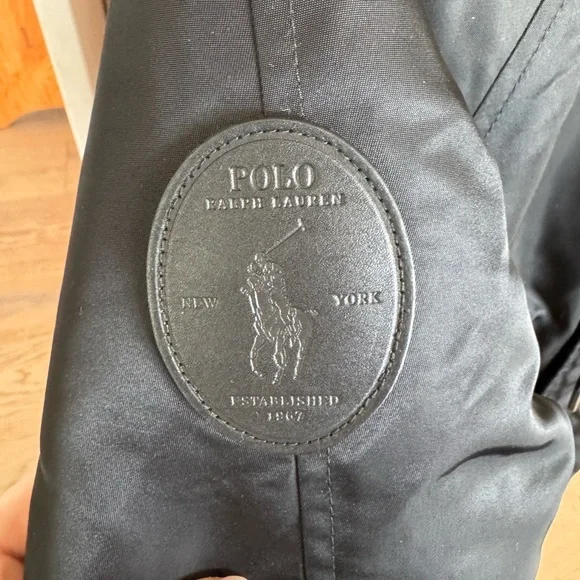 POLO
RALPH LAUREN
NEW YORK
ESTABLISHED
1967